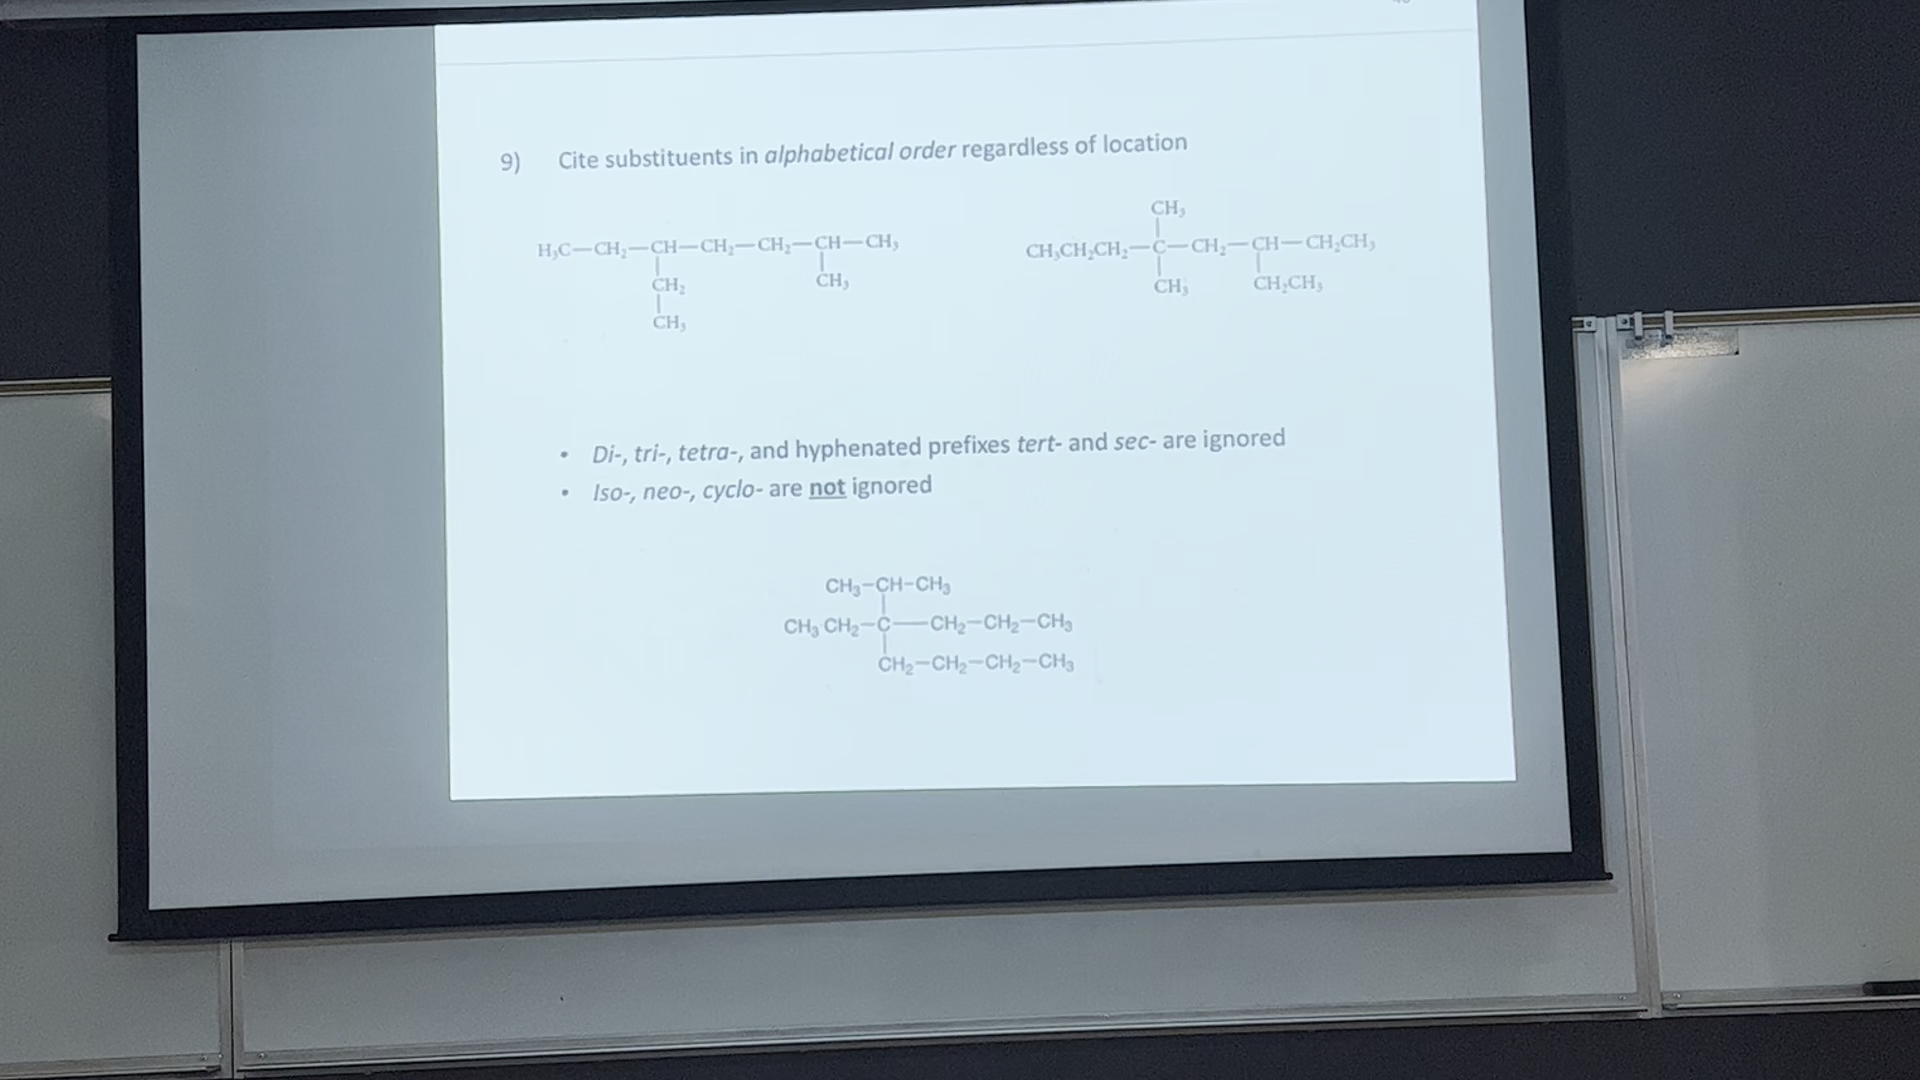 9) Cite substituents in alphabetical order regardless of location
CH₃
H₃C—CH₂—CH—CH₂—CH₂—CH—CH₃
CH₃CH₂CH₂—C—CH₂—CH—CH₂CH₃
CH₂ CH₃
CH₃ CH₂CH₃
CH₃
• Di-, tri-, tetra-, and hyphenated prefixes tert- and sec- are ignored
• Iso-, neo-, cyclo- are not ignored
CH₃-CH-CH₃
CH₃ CH₂-C—CH₂-CH₂-CH₃
CH₂-CH₂-CH₂-CH₃